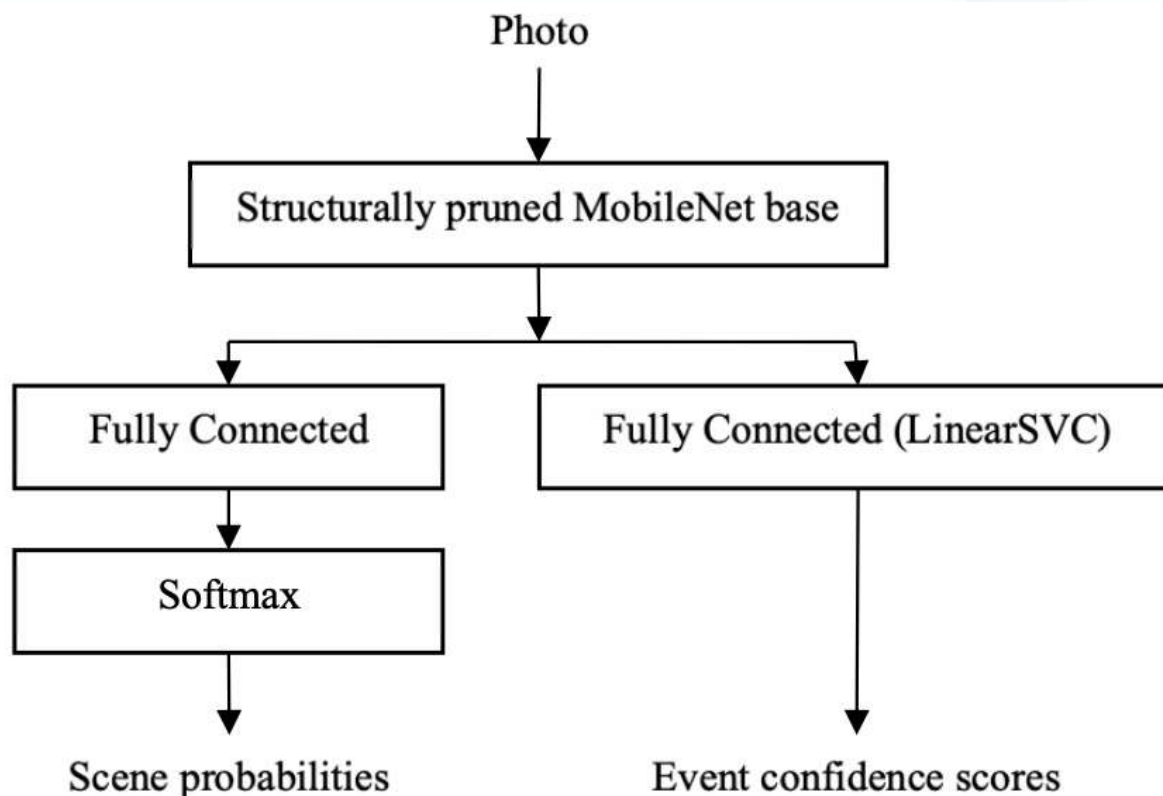 Photo
Structurally pruned MobileNet base
Fully Connected
Fully Connected (LinearSVC)
Softmax
Scene probabilities
Event confidence scores